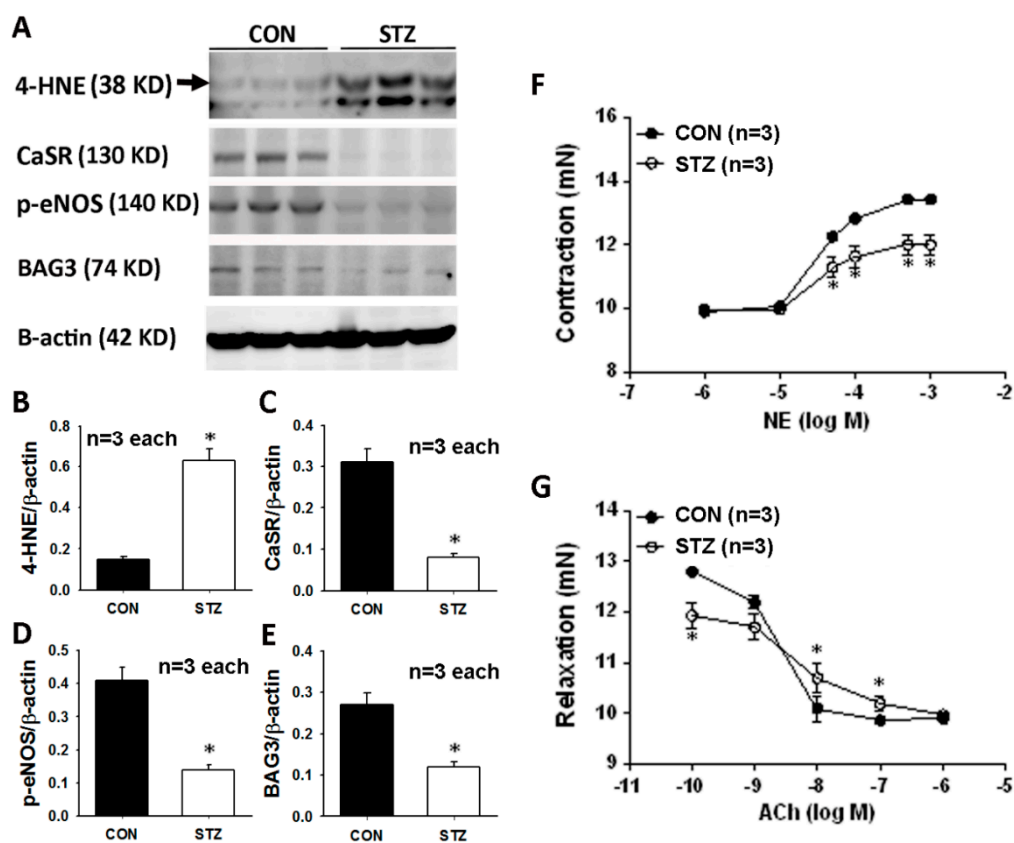 A
CON STZ
4-HNE (38 KD)
CaSR (130 KD)
p-eNOS (140 KD)
BAG3 (74 KD)
B-actin (42 KD)
B
n=3 each
*
4-HNE/β-actin
0.8
0.6
0.4
0.2
0.0
CON STZ
C
n=3 each
*
CaSR/β-actin
0.4
0.3
0.2
0.1
0.0
CON STZ
D
n=3 each
*
p-eNOS/β-actin
0.5
0.4
0.3
0.2
0.1
0.0
CON STZ
E
n=3 each
*
BAG3/β-actin
0.4
0.3
0.2
0.1
0.0
CON STZ
F
CON (n=3)
STZ (n=3)
Contraction (mN)
16
14
12
10
8
* * * *
-7 -6 -5 -4 -3 -2
NE (log M)
G
CON (n=3)
STZ (n=3)
Relaxation (mN)
14
13
12
11
10
9
* * *
-11 -10 -9 -8 -7 -6 -5
ACh (log M)